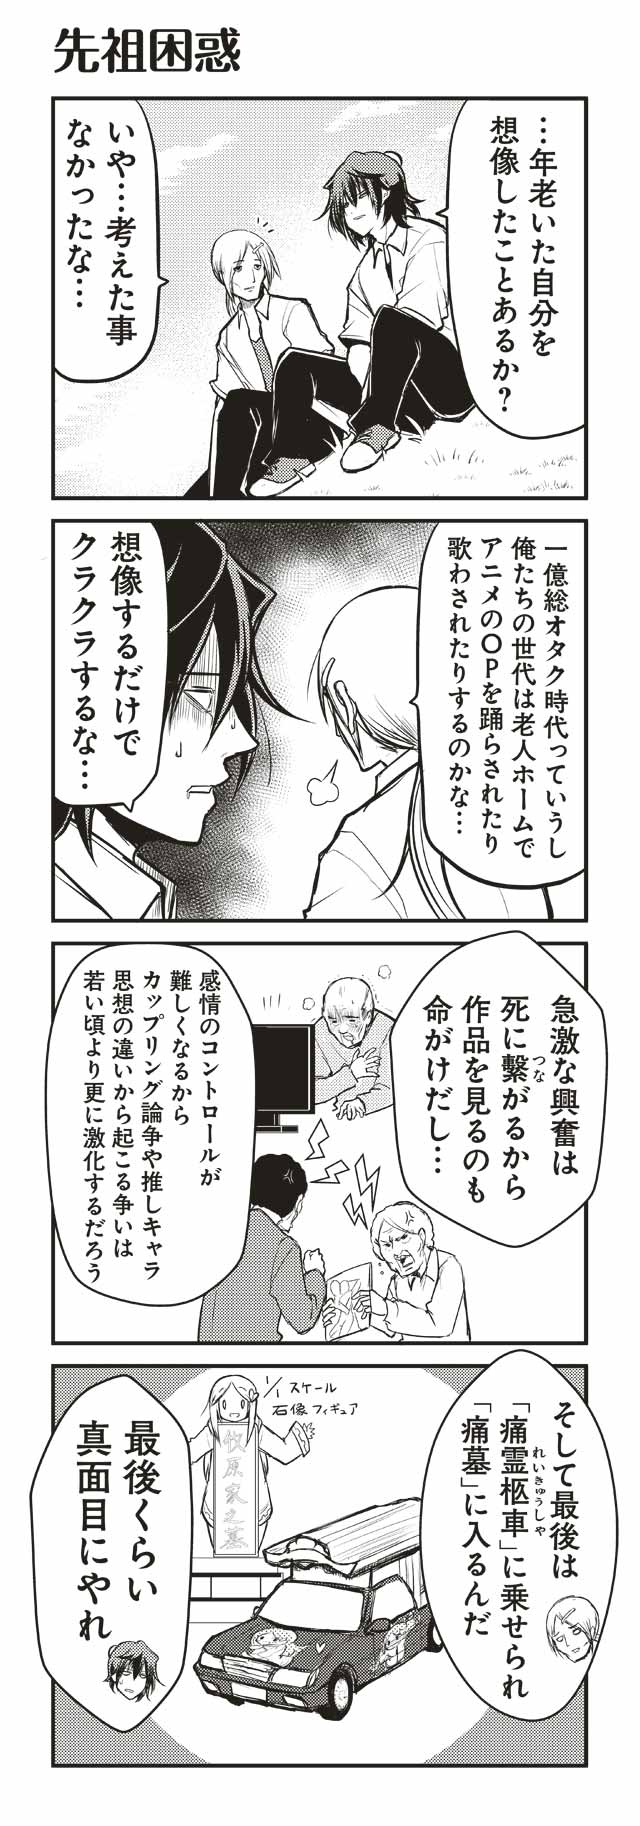 先祖困惑
…年老いた自分を
想像したことあるか?
いや…考えた事
なかったな…
一億総オタク時代っていうし
俺たちの世代は老人ホームで
アニメのOPを踊らされたり
歌わされたりするのかな…
想像するだけで
クラクラするな…
急激な興奮は
死に繋がるから
つな
作品を見るのも
命がけだし…
感情のコントロールが
難しくなるから
カップリング論争や推しキャラ
思想の違いから起こる争いは
若い頃より更に激化するだろう
そして最後は
「痛霊柩車」に乗せられ
れいきゅうしゃ
「痛墓」に入るんだ
1/1スケール
石像フィギュア
牧原家之墓
最後くらい
真面目にやれ